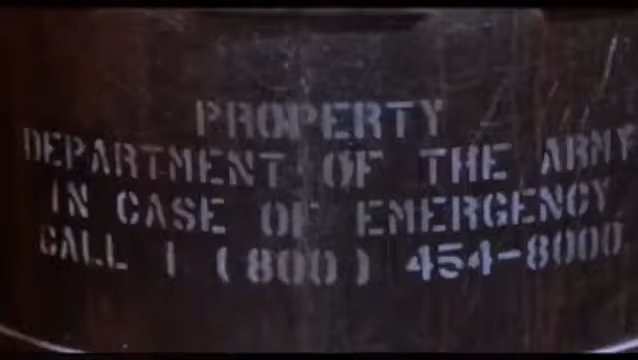 PROPERTY
DEPARTMENT OF THE ARMY
IN CASE OF EMERGENCY
CALL 1 (800) 454-8000